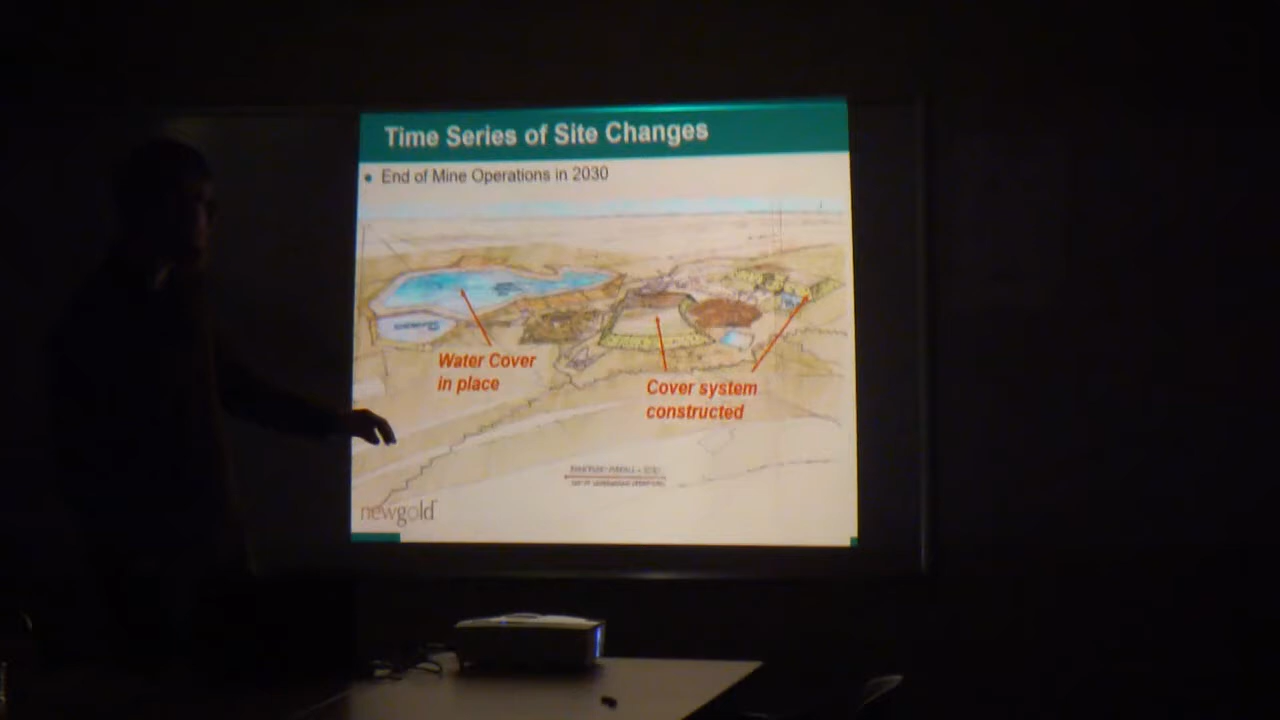 Time Series of Site Changes
• End of Mine Operations in 2030
Water Cover
in place
Cover system
constructed
newgold